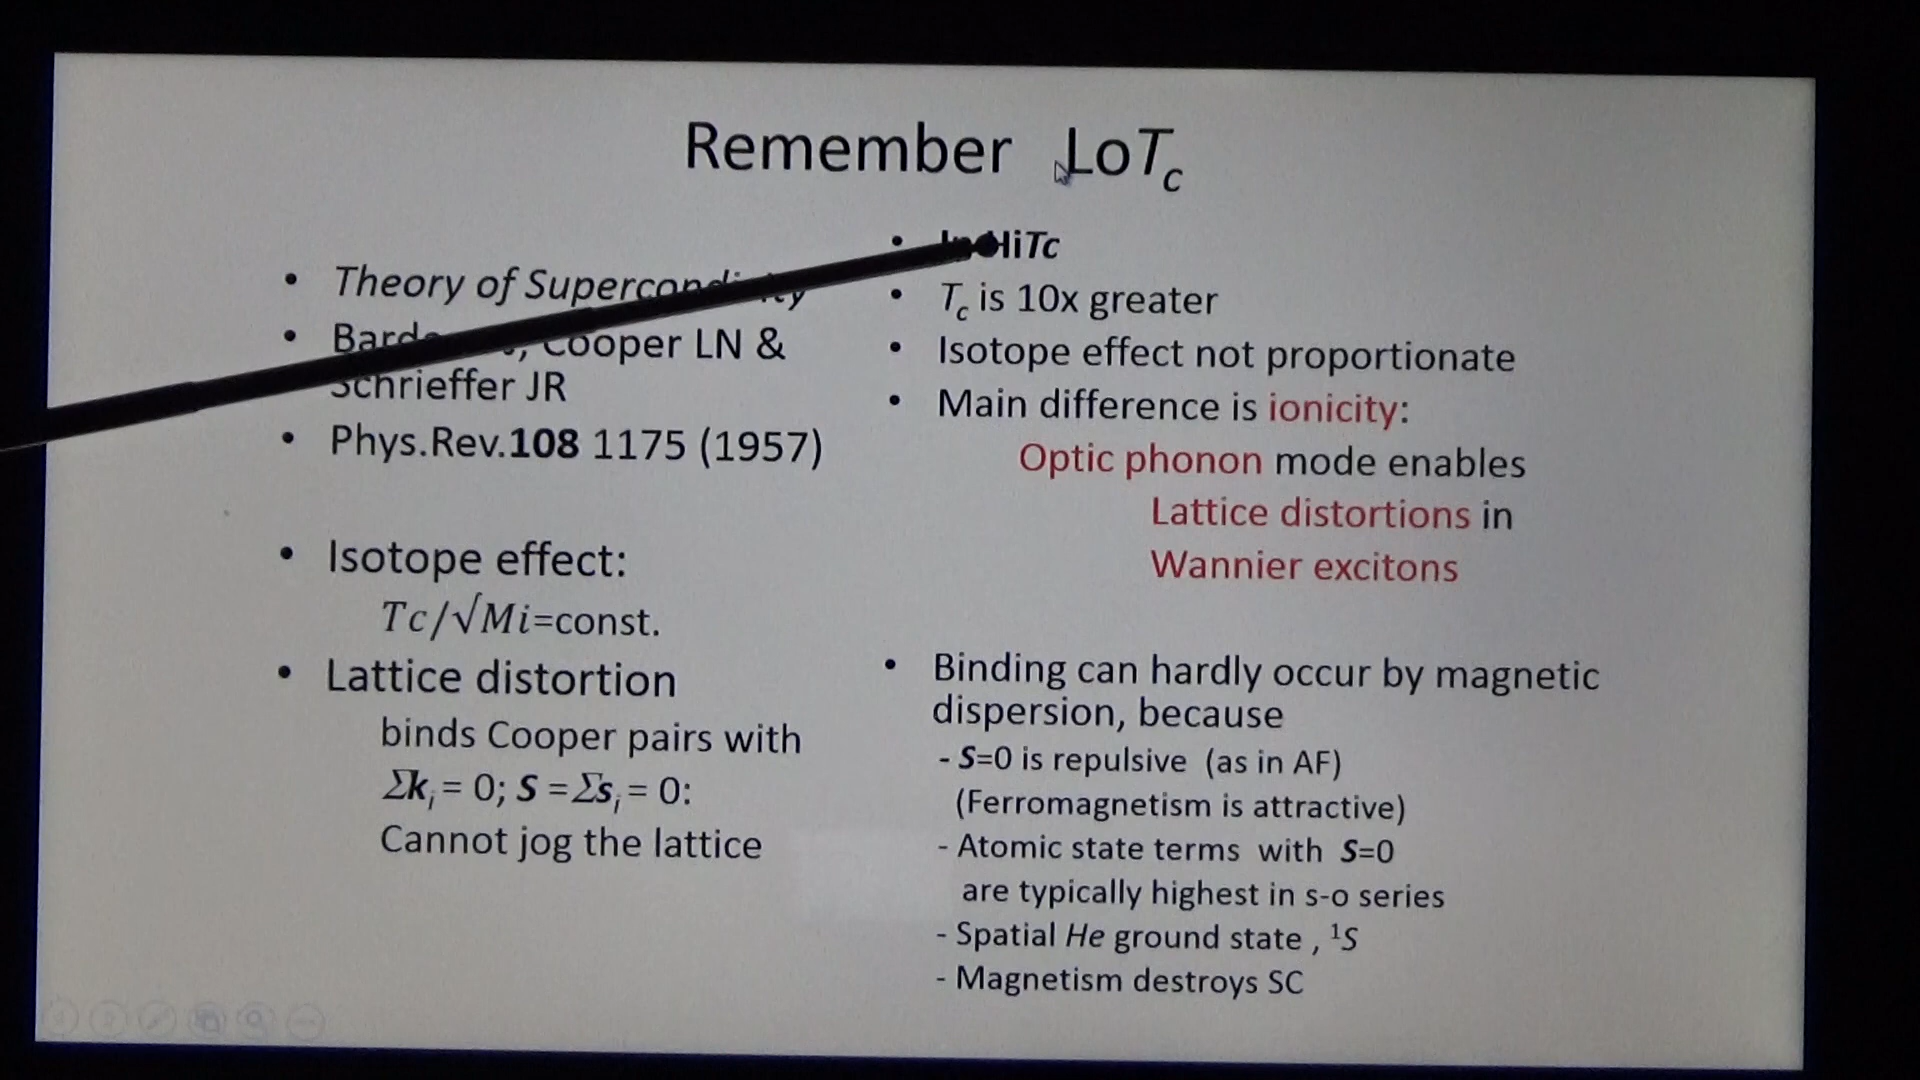 Remember LoTc
• Theory of
• Cooper LN &
Schrieffer JR
• Phys.Rev.108 1175 (1957)
• Isotope effect:
Tc/√Mi=const.
• Lattice distortion
binds Cooper pairs with
Σki = 0; S =Σsi = 0:
Cannot jog the lattice
• HiTc
• Tc is 10x greater
• Isotope effect not proportionate
• Main difference is ionicity:
Optic phonon mode enables
Lattice distortions in
Wannier excitons
• Binding can hardly occur by magnetic
dispersion, because
- S=0 is repulsive (as in AF)
(Ferromagnetism is attractive)
- Atomic state terms with S=0
are typically highest in s-o series
- Spatial He ground state , ¹S
- Magnetism destroys SC